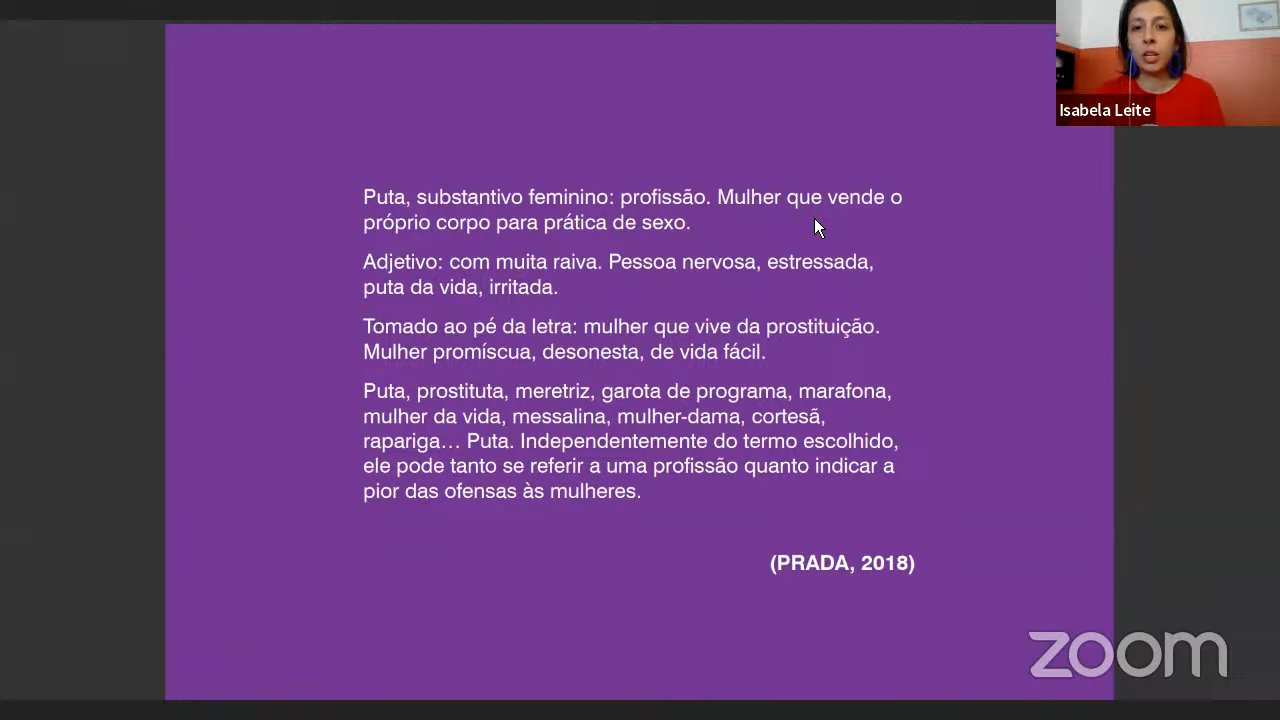 Isabela Leite
Puta, substantivo feminino: profissão. Mulher que vende o
próprio corpo para prática de sexo.
Adjetivo: com muita raiva. Pessoa nervosa, estressada,
puta da vida, irritada.
Tomado ao pé da letra: mulher que vive da prostituição.
Mulher promíscua, desonesta, de vida fácil.
Puta, prostituta, meretriz, garota de programa, marafona,
mulher da vida, messalina, mulher-dama, cortesã,
rapariga… Puta. Independentemente do termo escolhido,
ele pode tanto se referir a uma profissão quanto indicar a
pior das ofensas às mulheres.
(PRADA, 2018)
zoom